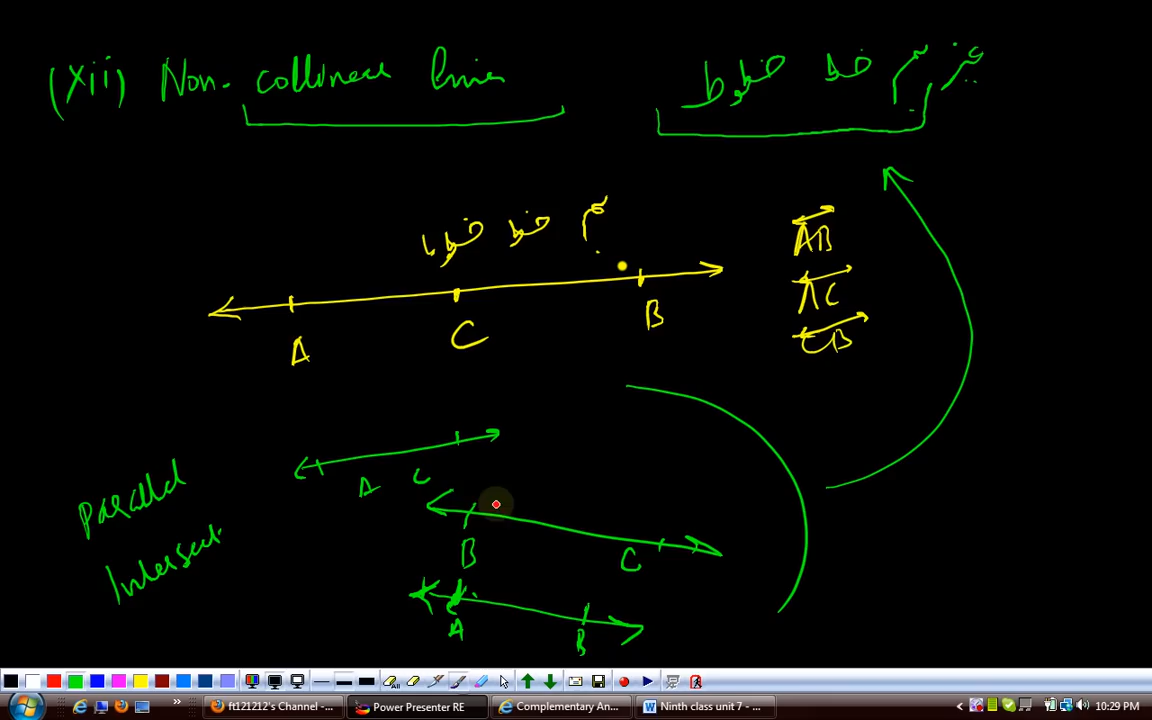 (xii) Non-collinear lines غیر ہم خط خطوط
ہم خط خطوط
AB
AC
CB
A C B
A C
B C
A B
Parallel
Intersect
ft121212's Channel -... Power Presenter RE Complementary An... Ninth class unit 7 - ... 10:29 PM